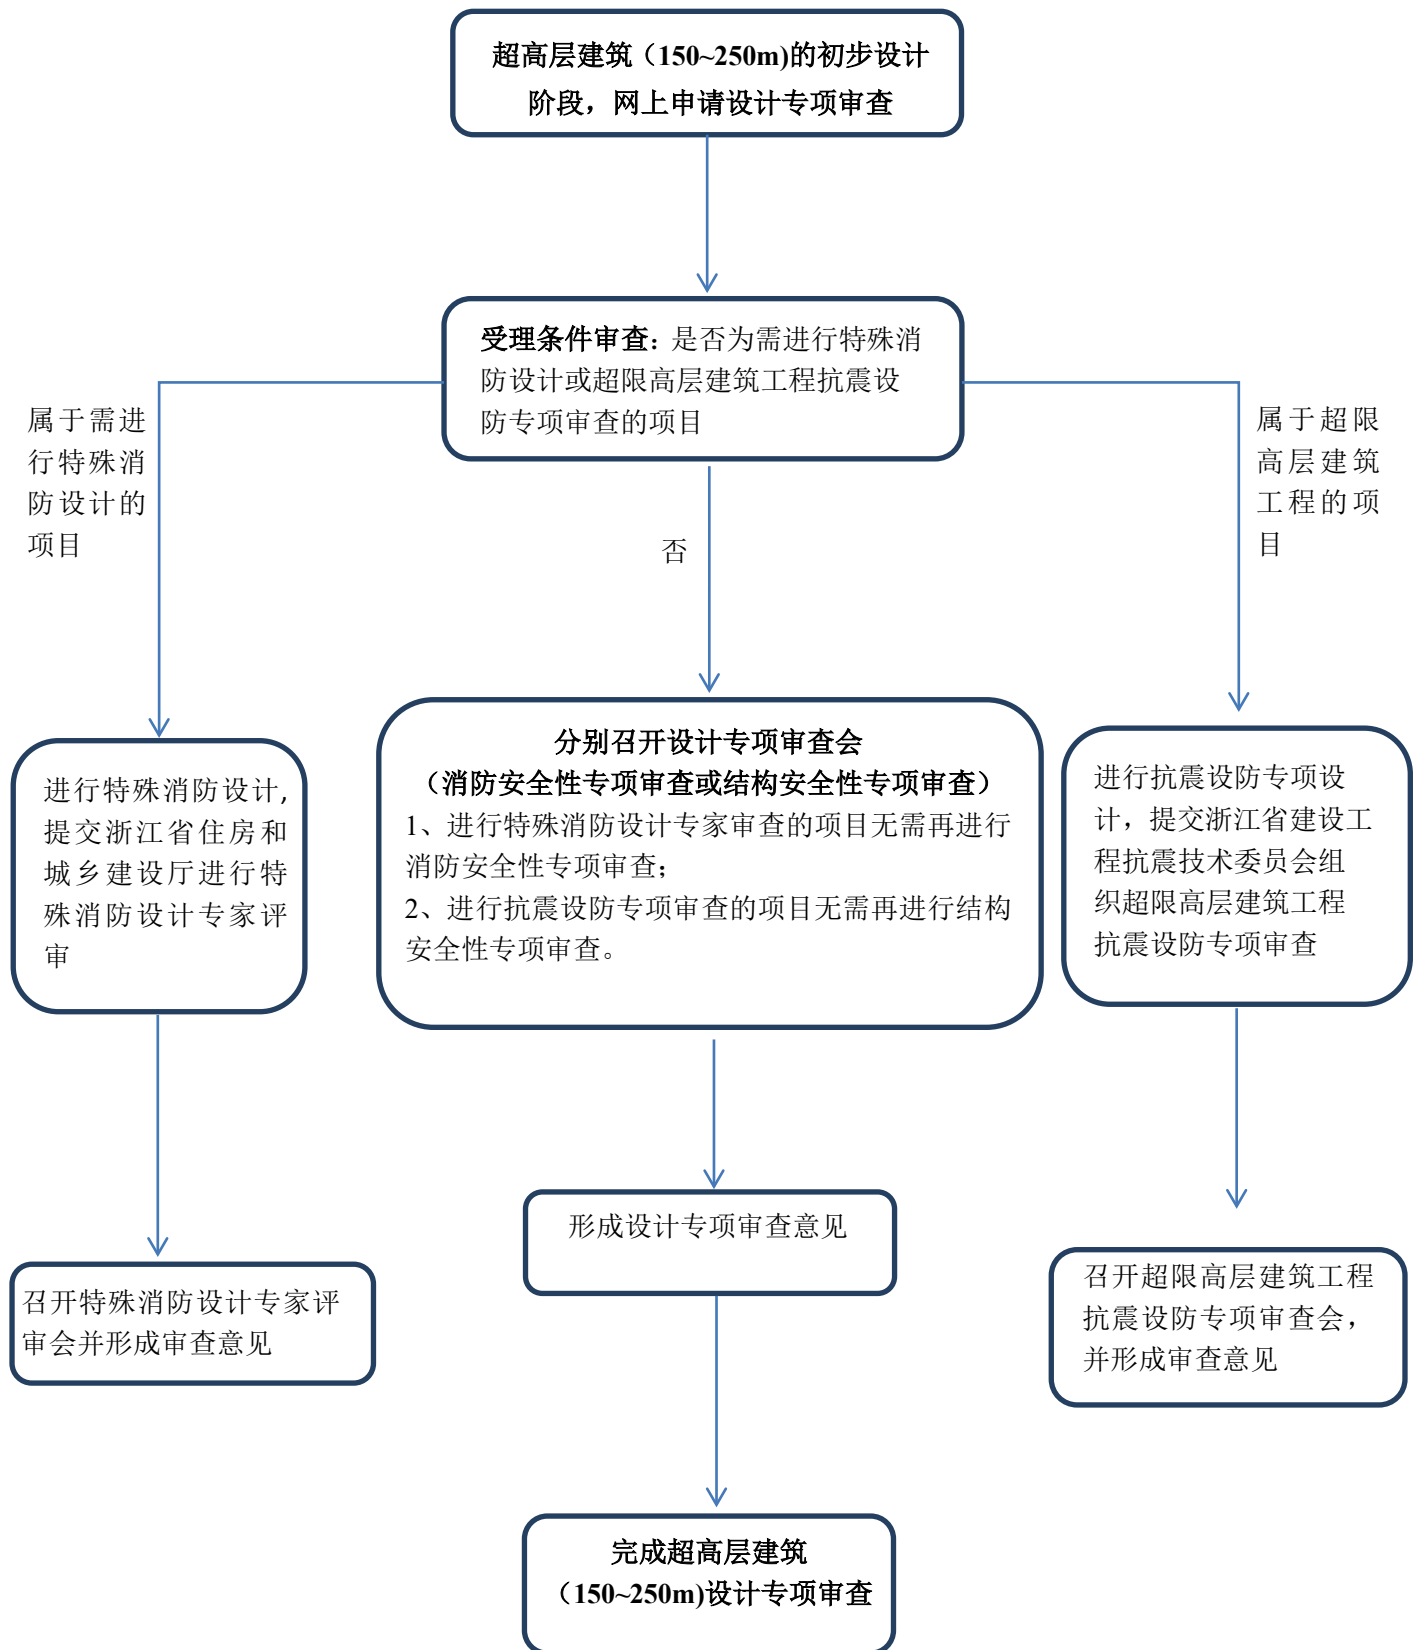 超高层建筑（150~250m)的初步设计
阶段，网上申请设计专项审查
受理条件审查：是否为需进行特殊消
防设计或超限高层建筑工程抗震设
防专项审查的项目
属于需进
行特殊消
防设计的
项目
否
属于超限
高层建筑
工程的项
目
进行特殊消防设计,
提交浙江省住房和
城乡建设厅进行特
殊消防设计专家评
审
分别召开设计专项审查会
（消防安全性专项审查或结构安全性专项审查）
1、进行特殊消防设计专家审查的项目无需再进行
消防安全性专项审查；
2、进行抗震设防专项审查的项目无需再进行结构
安全性专项审查。
进行抗震设防专项设
计，提交浙江省建设工
程抗震技术委员会组
织超限高层建筑工程
抗震设防专项审查
召开特殊消防设计专家评
审会并形成审查意见
形成设计专项审查意见
召开超限高层建筑工程
抗震设防专项审查会，
并形成审查意见
完成超高层建筑
（150~250m)设计专项审查